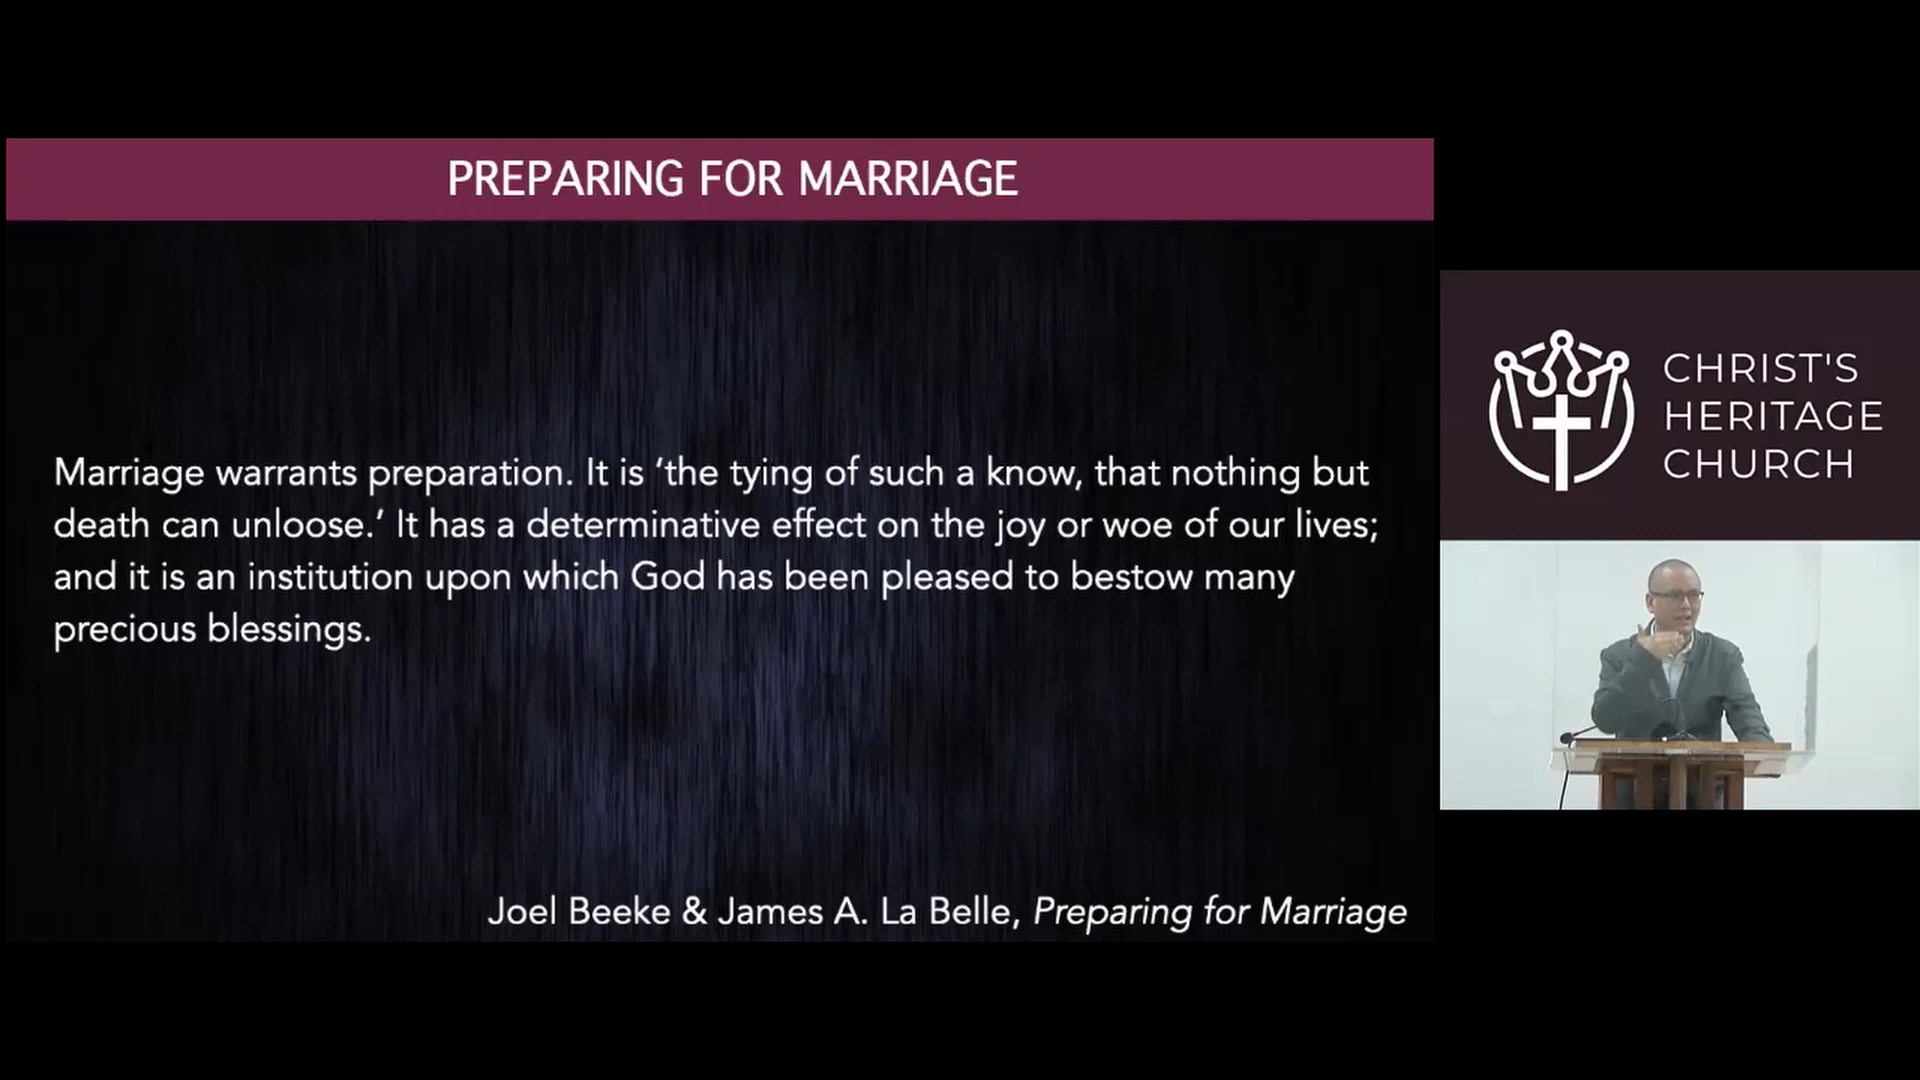 PREPARING FOR MARRIAGE
Marriage warrants preparation. It is ‘the tying of such a know, that nothing but
death can unloose.’ It has a determinative effect on the joy or woe of our lives;
and it is an institution upon which God has been pleased to bestow many
precious blessings.
Joel Beeke & James A. La Belle, Preparing for Marriage
CHRIST'S
HERITAGE
CHURCH